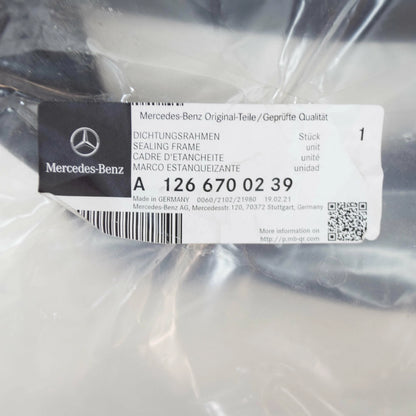 Mercedes-Benz Original-Teile/Geprüfte Qualität
DICHTUNGSRAHMEN Stück 1
SEALING FRAME unit
CADRE D'ETANCHEITE unité
MARCO ESTANQUEIZANTE unidad
Mercedes-Benz
A 126 670 02 39
Made in GERMANY 0060/2102/21980 19.02.21
Mercedes-Benz AG, Mercedesstr.120, 70372 Stuttgart, Germany
More information on
http://p.mb-qr.com